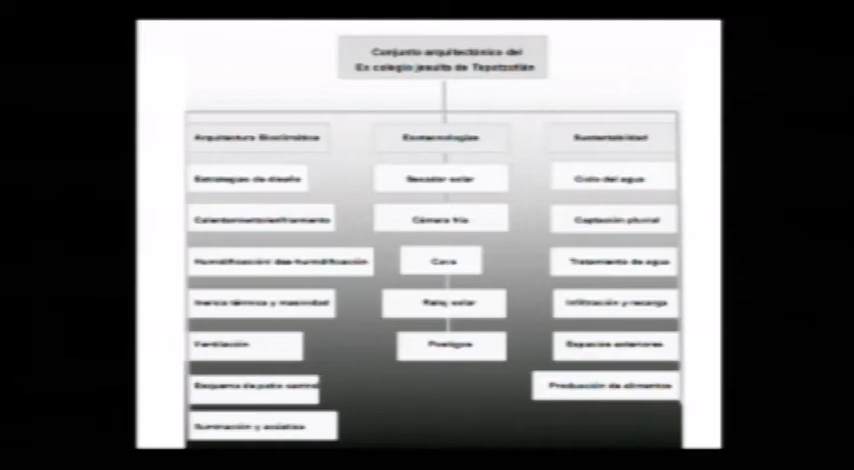 Conjunto arquitectónico del
Ex colegio jesuita de Tepotzotlán
Arquitectura Bioclimática
Ecotecnologías
Sustentabilidad
Estrategias de diseño
Secador solar
Ciclo del agua
Calentamiento/enfriamiento
Cámara fría
Captación pluvial
Humidificación/ des-humidificación
Cava
Tratamiento de agua
Inercia térmica y masividad
Reloj solar
Infiltración y recarga
Ventilación
Postigos
Espacios exteriores
Esquema de patio central
Producción de alimentos
Iluminación y acústica